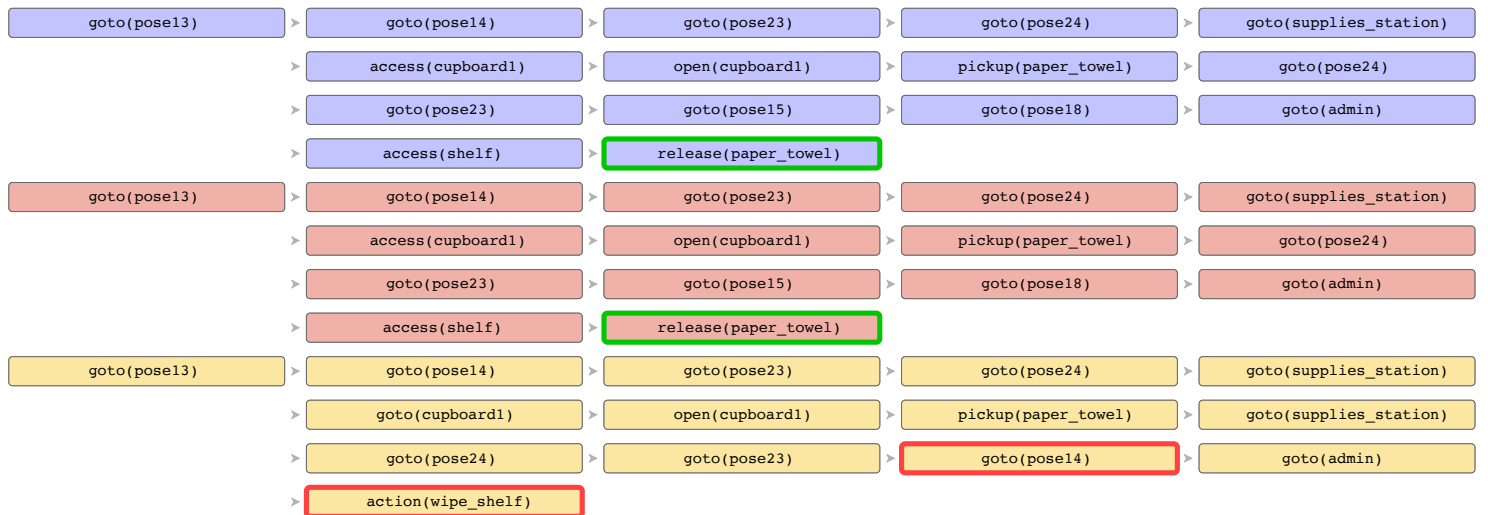 goto(pose13) goto(pose14) goto(pose23) goto(pose24) goto(supplies_station)
access(cupboard1) open(cupboard1) pickup(paper_towel) goto(pose24)
goto(pose23) goto(pose15) goto(pose18) goto(admin)
access(shelf) release(paper_towel)
goto(pose13) goto(pose14) goto(pose23) goto(pose24) goto(supplies_station)
access(cupboard1) open(cupboard1) pickup(paper_towel) goto(pose24)
goto(pose23) goto(pose15) goto(pose18) goto(admin)
access(shelf) release(paper_towel)
goto(pose13) goto(pose14) goto(pose23) goto(pose24) goto(supplies_station)
goto(cupboard1) open(cupboard1) pickup(paper_towel) goto(supplies_station)
goto(pose24) goto(pose23) goto(pose14) goto(admin)
action(wipe_shelf)